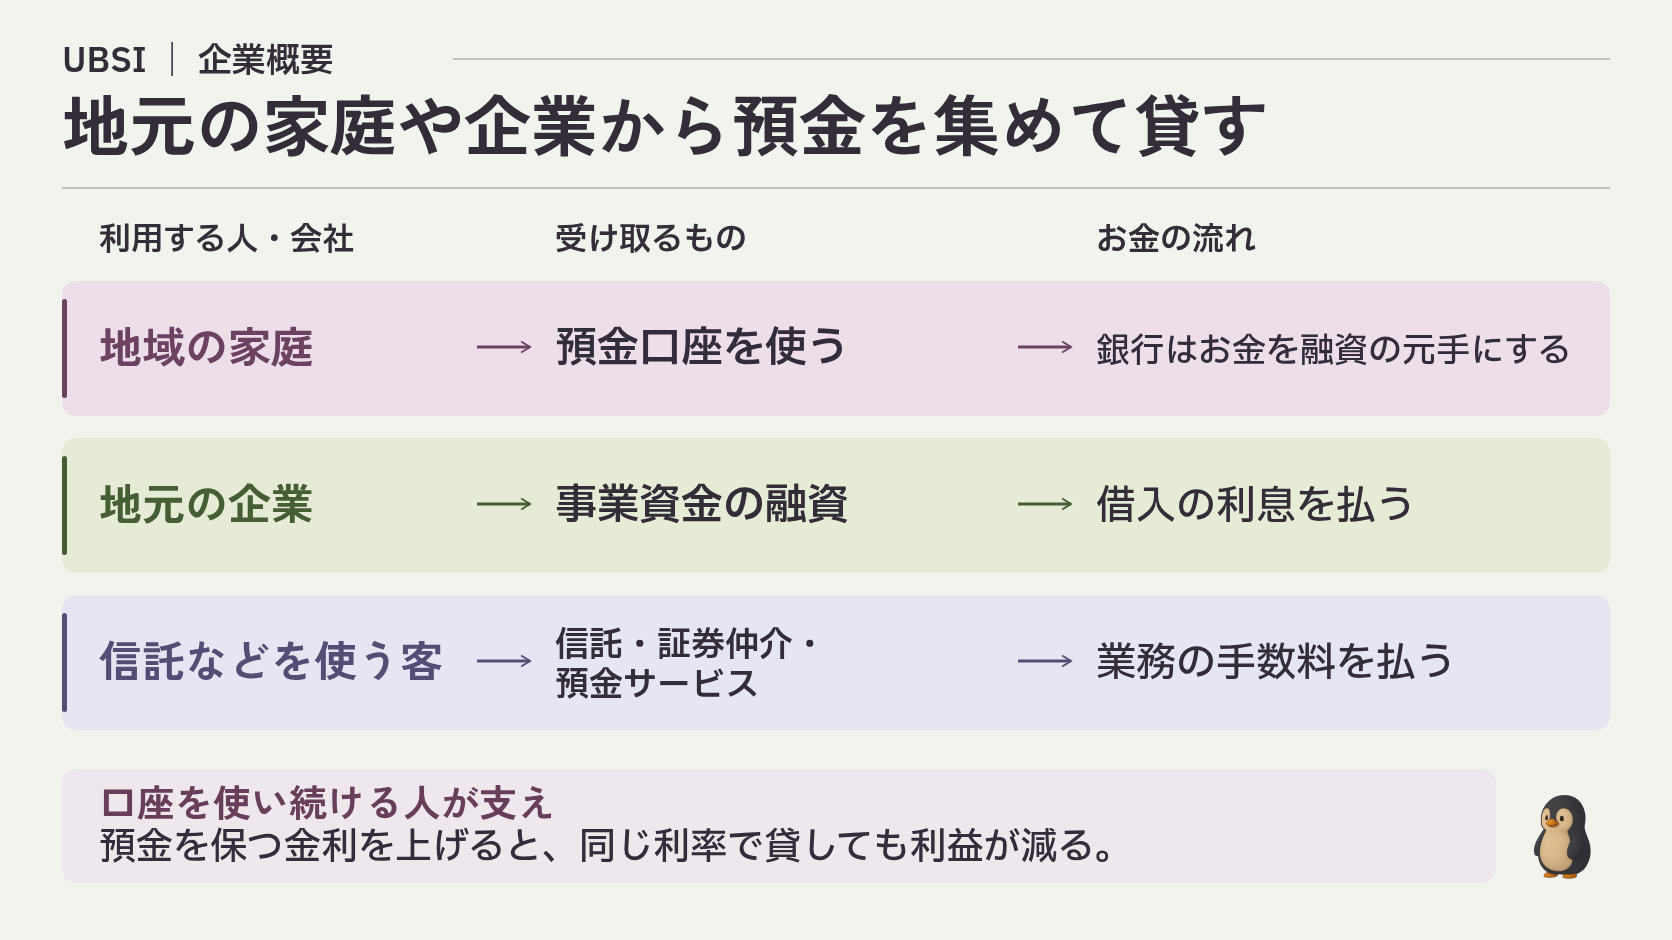 UBSI｜企業概要
地元の家庭や企業から預金を集めて貸す
利用する人・会社 受け取るもの お金の流れ
地域の家庭 → 預金口座を使う → 銀行はお金を融資の元手にする
地元の企業 → 事業資金の融資 → 借入の利息を払う
信託などを使う客 → 信託・証券仲介・
預金サービス → 業務の手数料を払う
口座を使い続ける人が支え
預金を保つ金利を上げると、同じ利率で貸しても利益が減る。